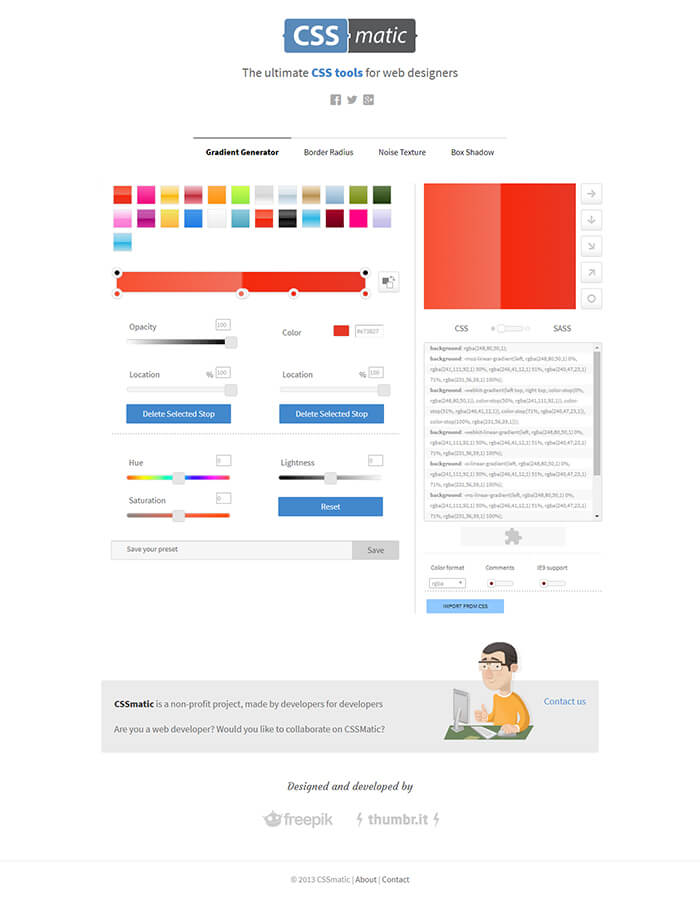 CSS matic
The ultimate CSS tools for web designers
Gradient Generator Border Radius Noise Texture Box Shadow
Opacity 100
Color #e73827
Location % 100
Location % 100
Delete Selected Stop
Delete Selected Stop
Hue 0
Lightness 0
Saturation 0
Reset
Save your preset Save
CSS SASS
background: rgba(248,80,50,1);
background: -moz-linear-gradient(left, rgba(248,80,50,1) 0%,
rgba(241,111,92,1) 50%, rgba(246,41,12,1) 51%, rgba(240,47,23,1)
71%, rgba(231,56,39,1) 100%);
background: -webkit-gradient(left top, right top, color-stop(0%,
rgba(248,80,50,1)), color-stop(50%, rgba(241,111,92,1)), color-
stop(51%, rgba(246,41,12,1)), color-stop(71%, rgba(240,47,23,1)),
color-stop(100%, rgba(231,56,39,1)));
background: -webkit-linear-gradient(left, rgba(248,80,50,1) 0%,
rgba(241,111,92,1) 50%, rgba(246,41,12,1) 51%, rgba(240,47,23,1)
71%, rgba(231,56,39,1) 100%);
background: -o-linear-gradient(left, rgba(248,80,50,1) 0%,
rgba(241,111,92,1) 50%, rgba(246,41,12,1) 51%, rgba(240,47,23,1)
71%, rgba(231,56,39,1) 100%);
background: -ms-linear-gradient(left, rgba(248,80,50,1) 0%,
rgba(241,111,92,1) 50%, rgba(246,41,12,1) 51%, rgba(240,47,23,1)
71%, rgba(231,56,39,1) 100%);
Color format Comments IE9 support
rgba
IMPORT FROM CSS
CSSmatic is a non-profit project, made by developers for developers
Contact us
Are you a web developer? Would you like to collaborate on CSSMatic?
Designed and developed by
freepik thumbr.it
© 2013 CSSmatic | About | Contact